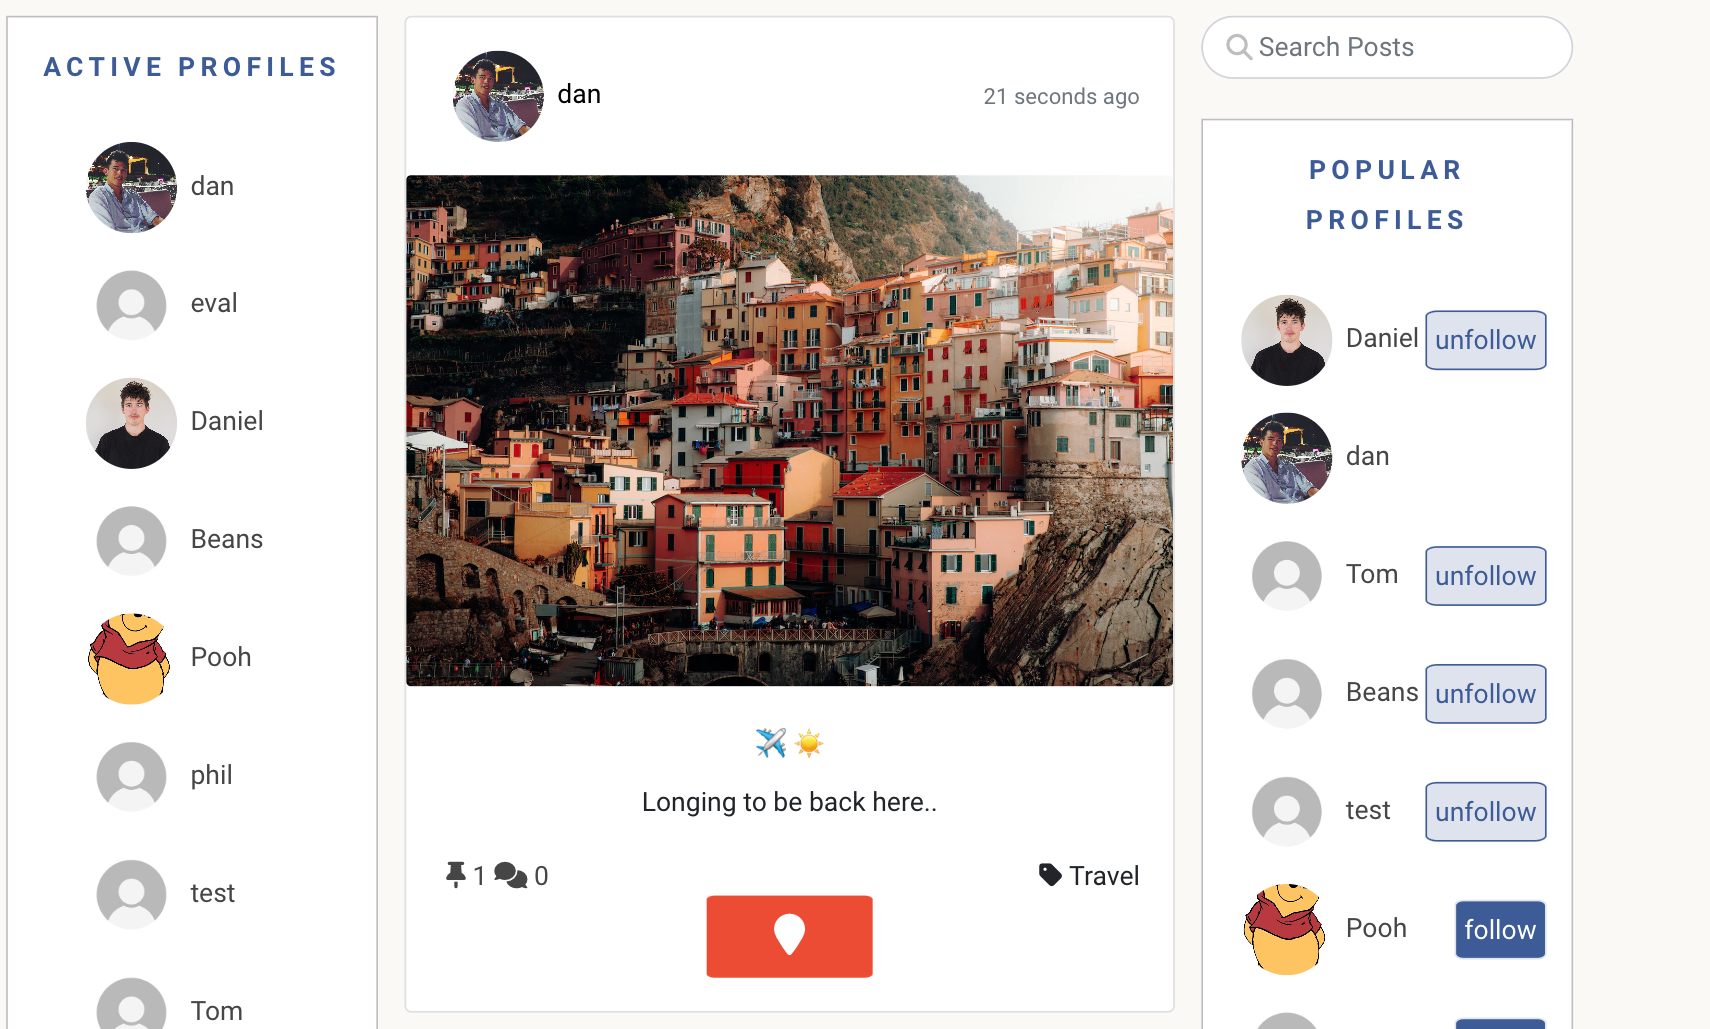 ACTIVE PROFILES
dan
eval
Daniel
Beans
Pooh
phil
test
Tom
dan
21 seconds ago
✈️ ☀️
Longing to be back here..
1 0
Travel
Search Posts
POPULAR
PROFILES
Daniel unfollow
dan
Tom unfollow
Beans unfollow
test unfollow
Pooh follow